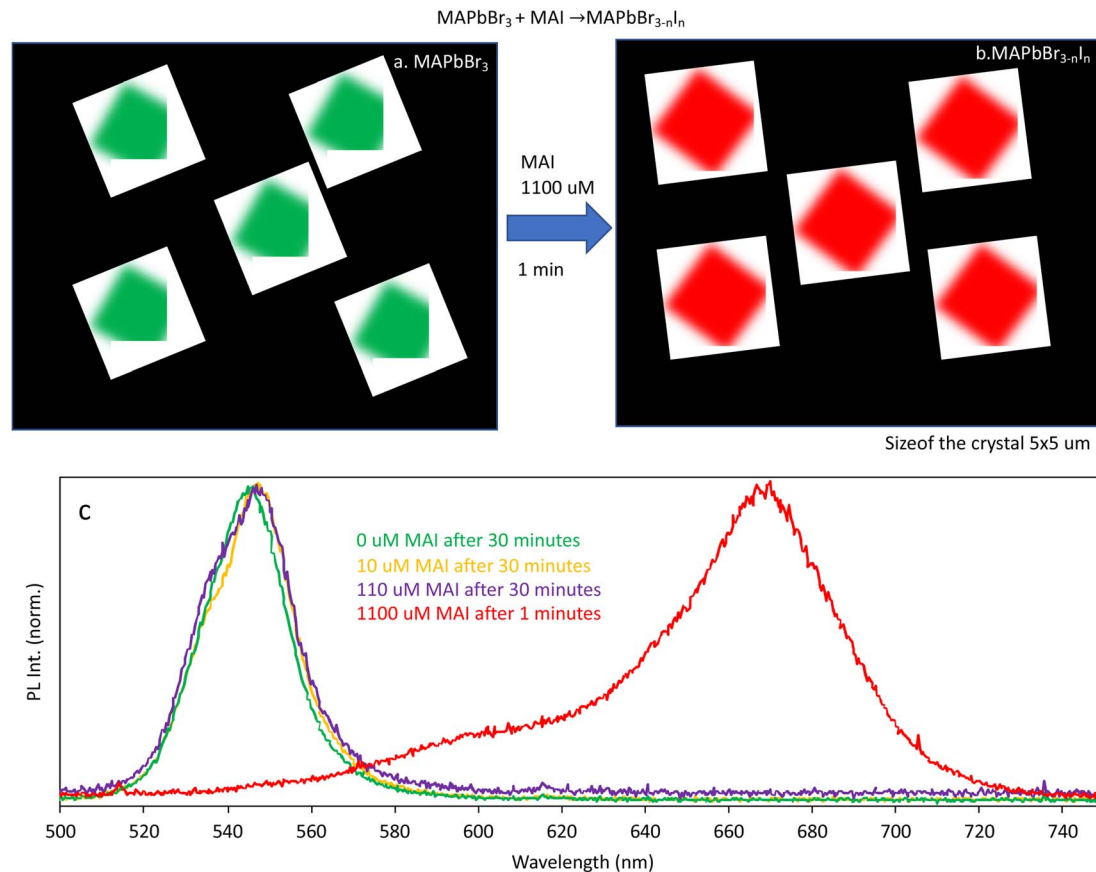 MAPbBr₃ + MAI →MAPbBr₃₋ₙIₙ
a. MAPbBr₃
b.MAPbBr₃₋ₙIₙ
MAI
1100 uM
1 min
Sizeof the crystal 5x5 um
c
0 uM MAI after 30 minutes
10 uM MAI after 30 minutes
110 uM MAI after 30 minutes
1100 uM MAI after 1 minutes
PL Int. (norm.)
500 520 540 560 580 600 620 640 660 680 700 720 740
Wavelength (nm)